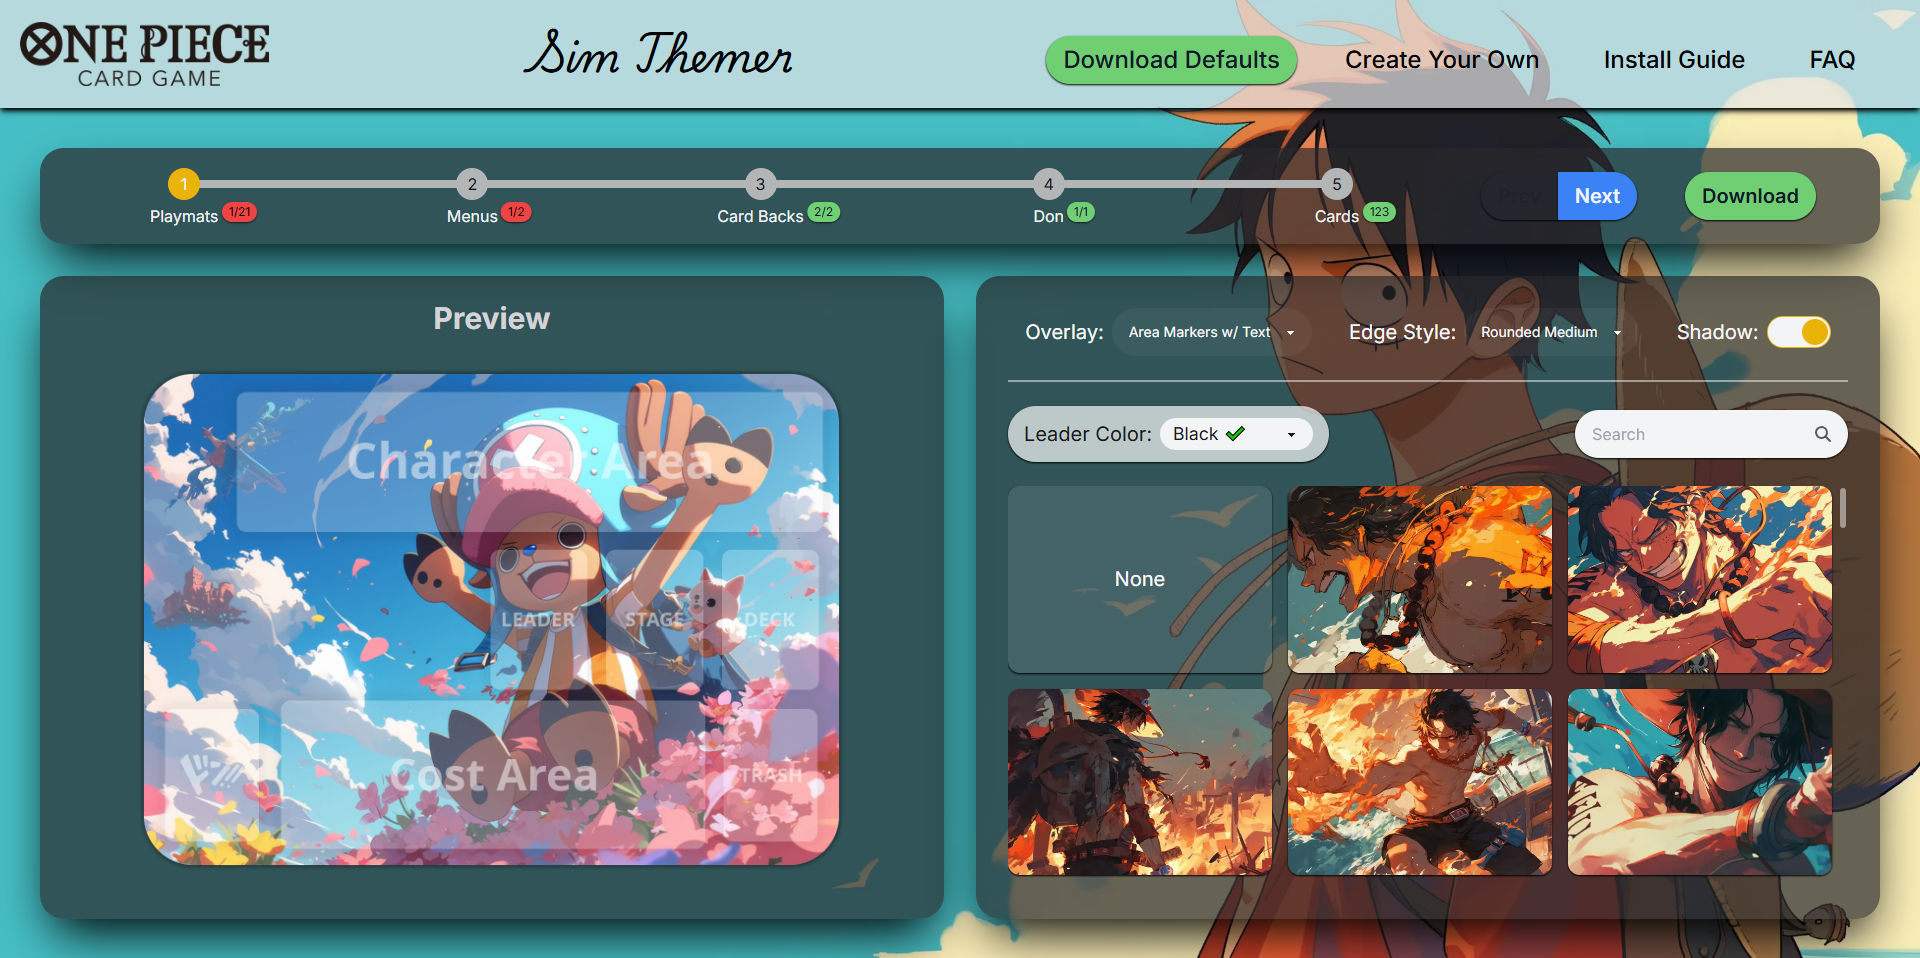 ONE PIECE
CARD GAME
Sim Themer
Download Defaults
Create Your Own
Install Guide
FAQ
1
2
3
4
5
Playmats 1/21
Menus 1/2
Card Backs 2/2
Don 1/1
Cards 123
Prev
Next
Download
Preview
Character Area
LEADER
STAGE
DECK
Cost Area
TRASH
Overlay: Area Markers w/ Text
Edge Style: Rounded Medium
Shadow:
Leader Color: Black
Search
None